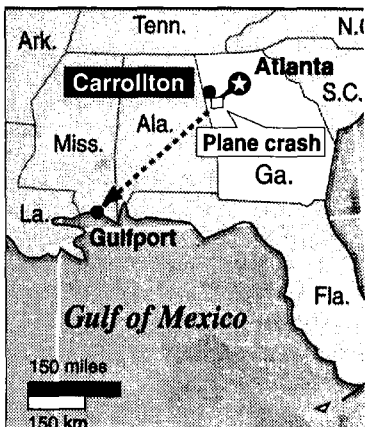 Ark.
Tenn.
N.C
Carrollton
Atlanta
S.C.
Miss.
Ala.
Plane crash
Ga.
La.
Gulfport
Fla.
Gulf of Mexico
150 miles
150 km